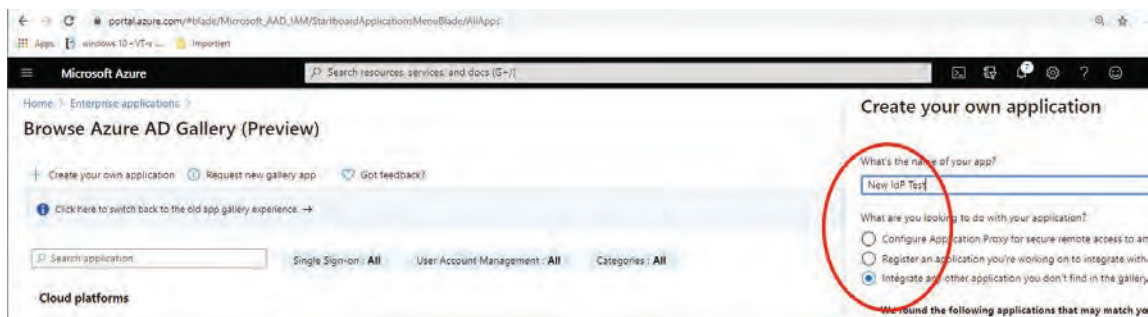 portal.azure.com/#blade/Microsoft_AAD_IAM/StartboardApplicationsMenuBlade/AllApps
Apps windows 10 - VT-x ... Importiert
Microsoft Azure Search resources, services, and docs (G+/)
Home > Enterprise applications >
Browse Azure AD Gallery (Preview)
+ Create your own application Request new gallery app Got feedback?
Click here to switch back to the old app gallery experience. →
Search application Single Sign-on : All User Account Management : All Categories : All
Cloud platforms
Create your own application
What's the name of your app?
New IdP Test
What are you looking to do with your application?
Configure Application Proxy for secure remote access to an
Register an application you're working on to integrate with
Integrate any other application you don't find in the gallery
We found the following applications that may match yo